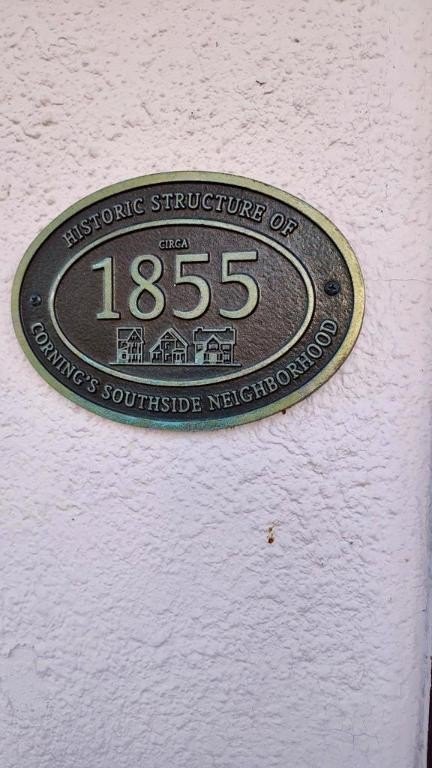 HISTORIC STRUCTURE OF
CIRCA
1855
CORNING'S SOUTHSIDE NEIGHBORHOOD